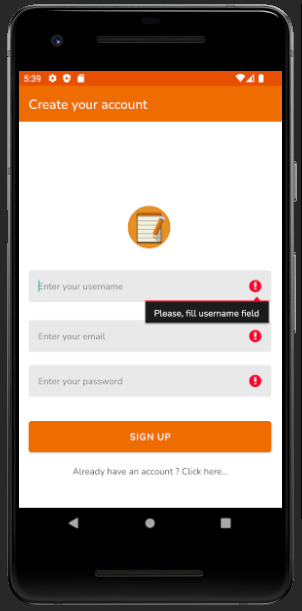 5:39
Create your account
Enter your username
Please, fill username field
Enter your email
Enter your password
SIGN UP
Already have an account ? Click here...